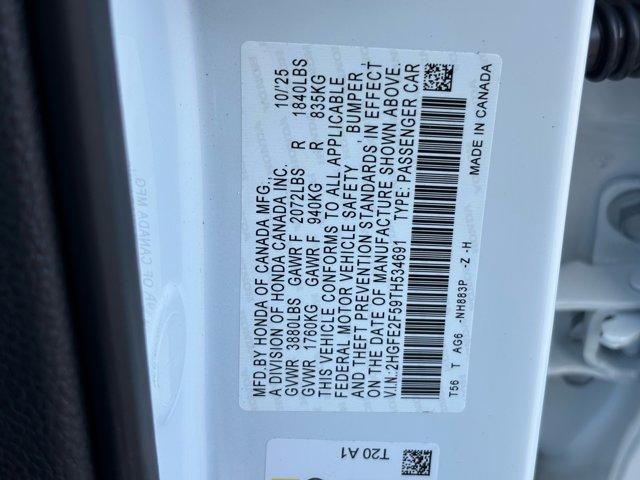 MFD.BY HONDA OF CANADA MFG. 10/'25
A DIVISION OF HONDA CANADA INC.
GVWR 3880LBS GAWR F 2072LBS R 1840LBS
GVWR 1760KG GAWR F 940KG R 835KG
THIS VEHICLE CONFORMS TO ALL APPLICABLE
FEDERAL MOTOR VEHICLE SAFETY BUMPER,
AND THEFT PREVENTION STANDARDS IN EFFECT
ON THE DATE OF MANUFACTURE SHOWN ABOVE.
V.I.N.:2HGFE2F59TH534691 TYPE: PASSENGER CAR
T56 T AG6 -NH883P -Z -H MADE IN CANADA
T20 A1